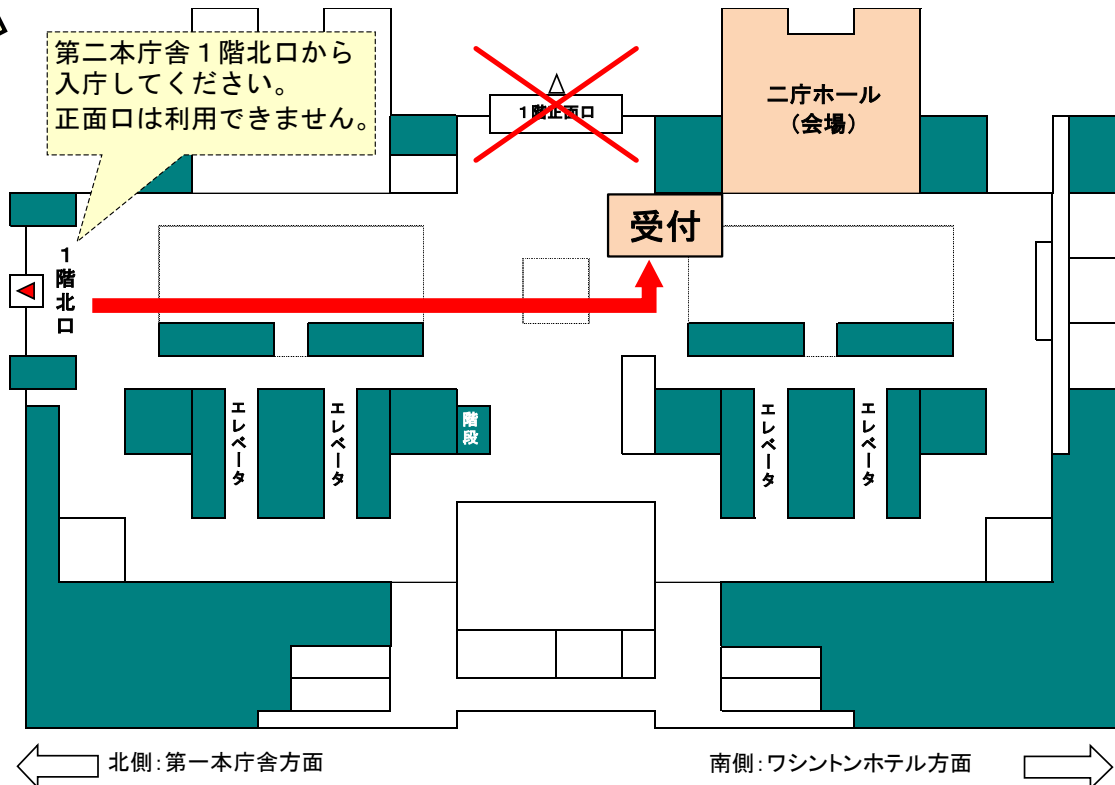 第二本庁舎１階北口から
入庁してください。
正面口は利用できません。
１階正面口
二庁ホール
（会場）
受付
１階北口
エレベータ
エレベータ
階段
エレベータ
エレベータ
北側：第一本庁舎方面
南側：ワシントンホテル方面